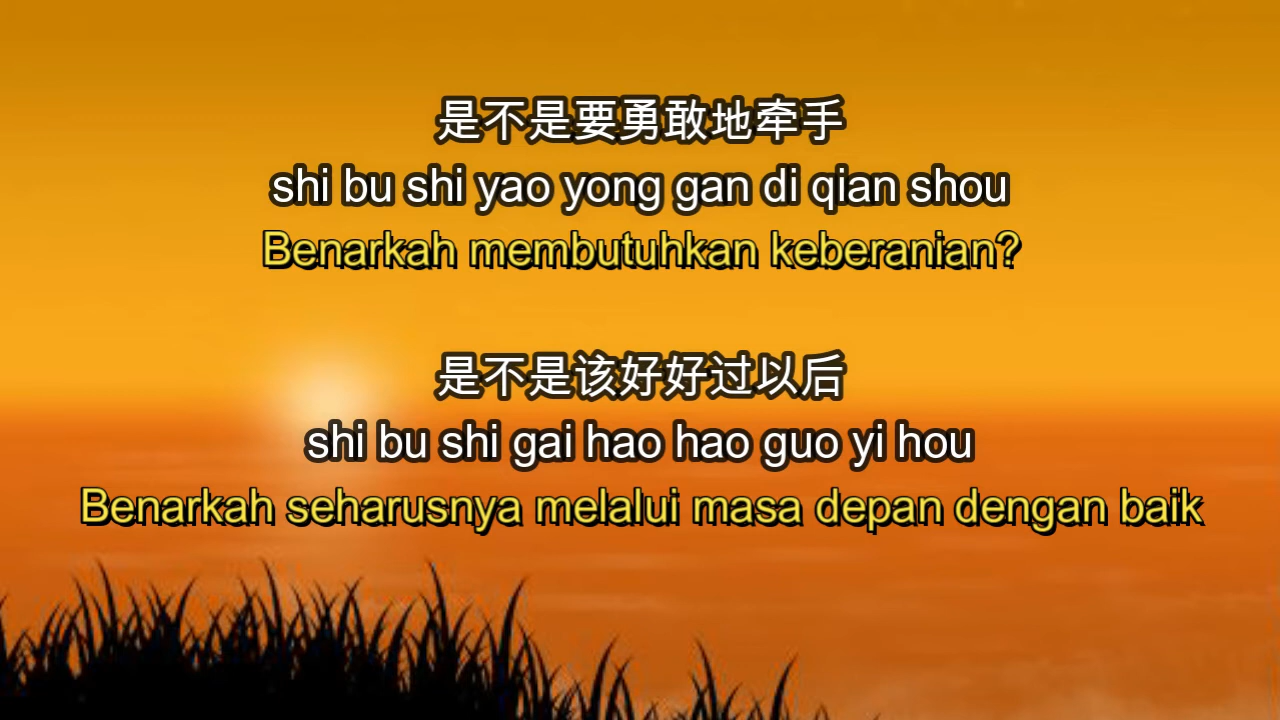 是不是要勇敢地牵手
shi bu shi yao yong gan di qian shou
Benarkah membutuhkan keberanian?
是不是该好好过以后
shi bu shi gai hao hao guo yi hou
Benarkah seharusnya melalui masa depan dengan baik